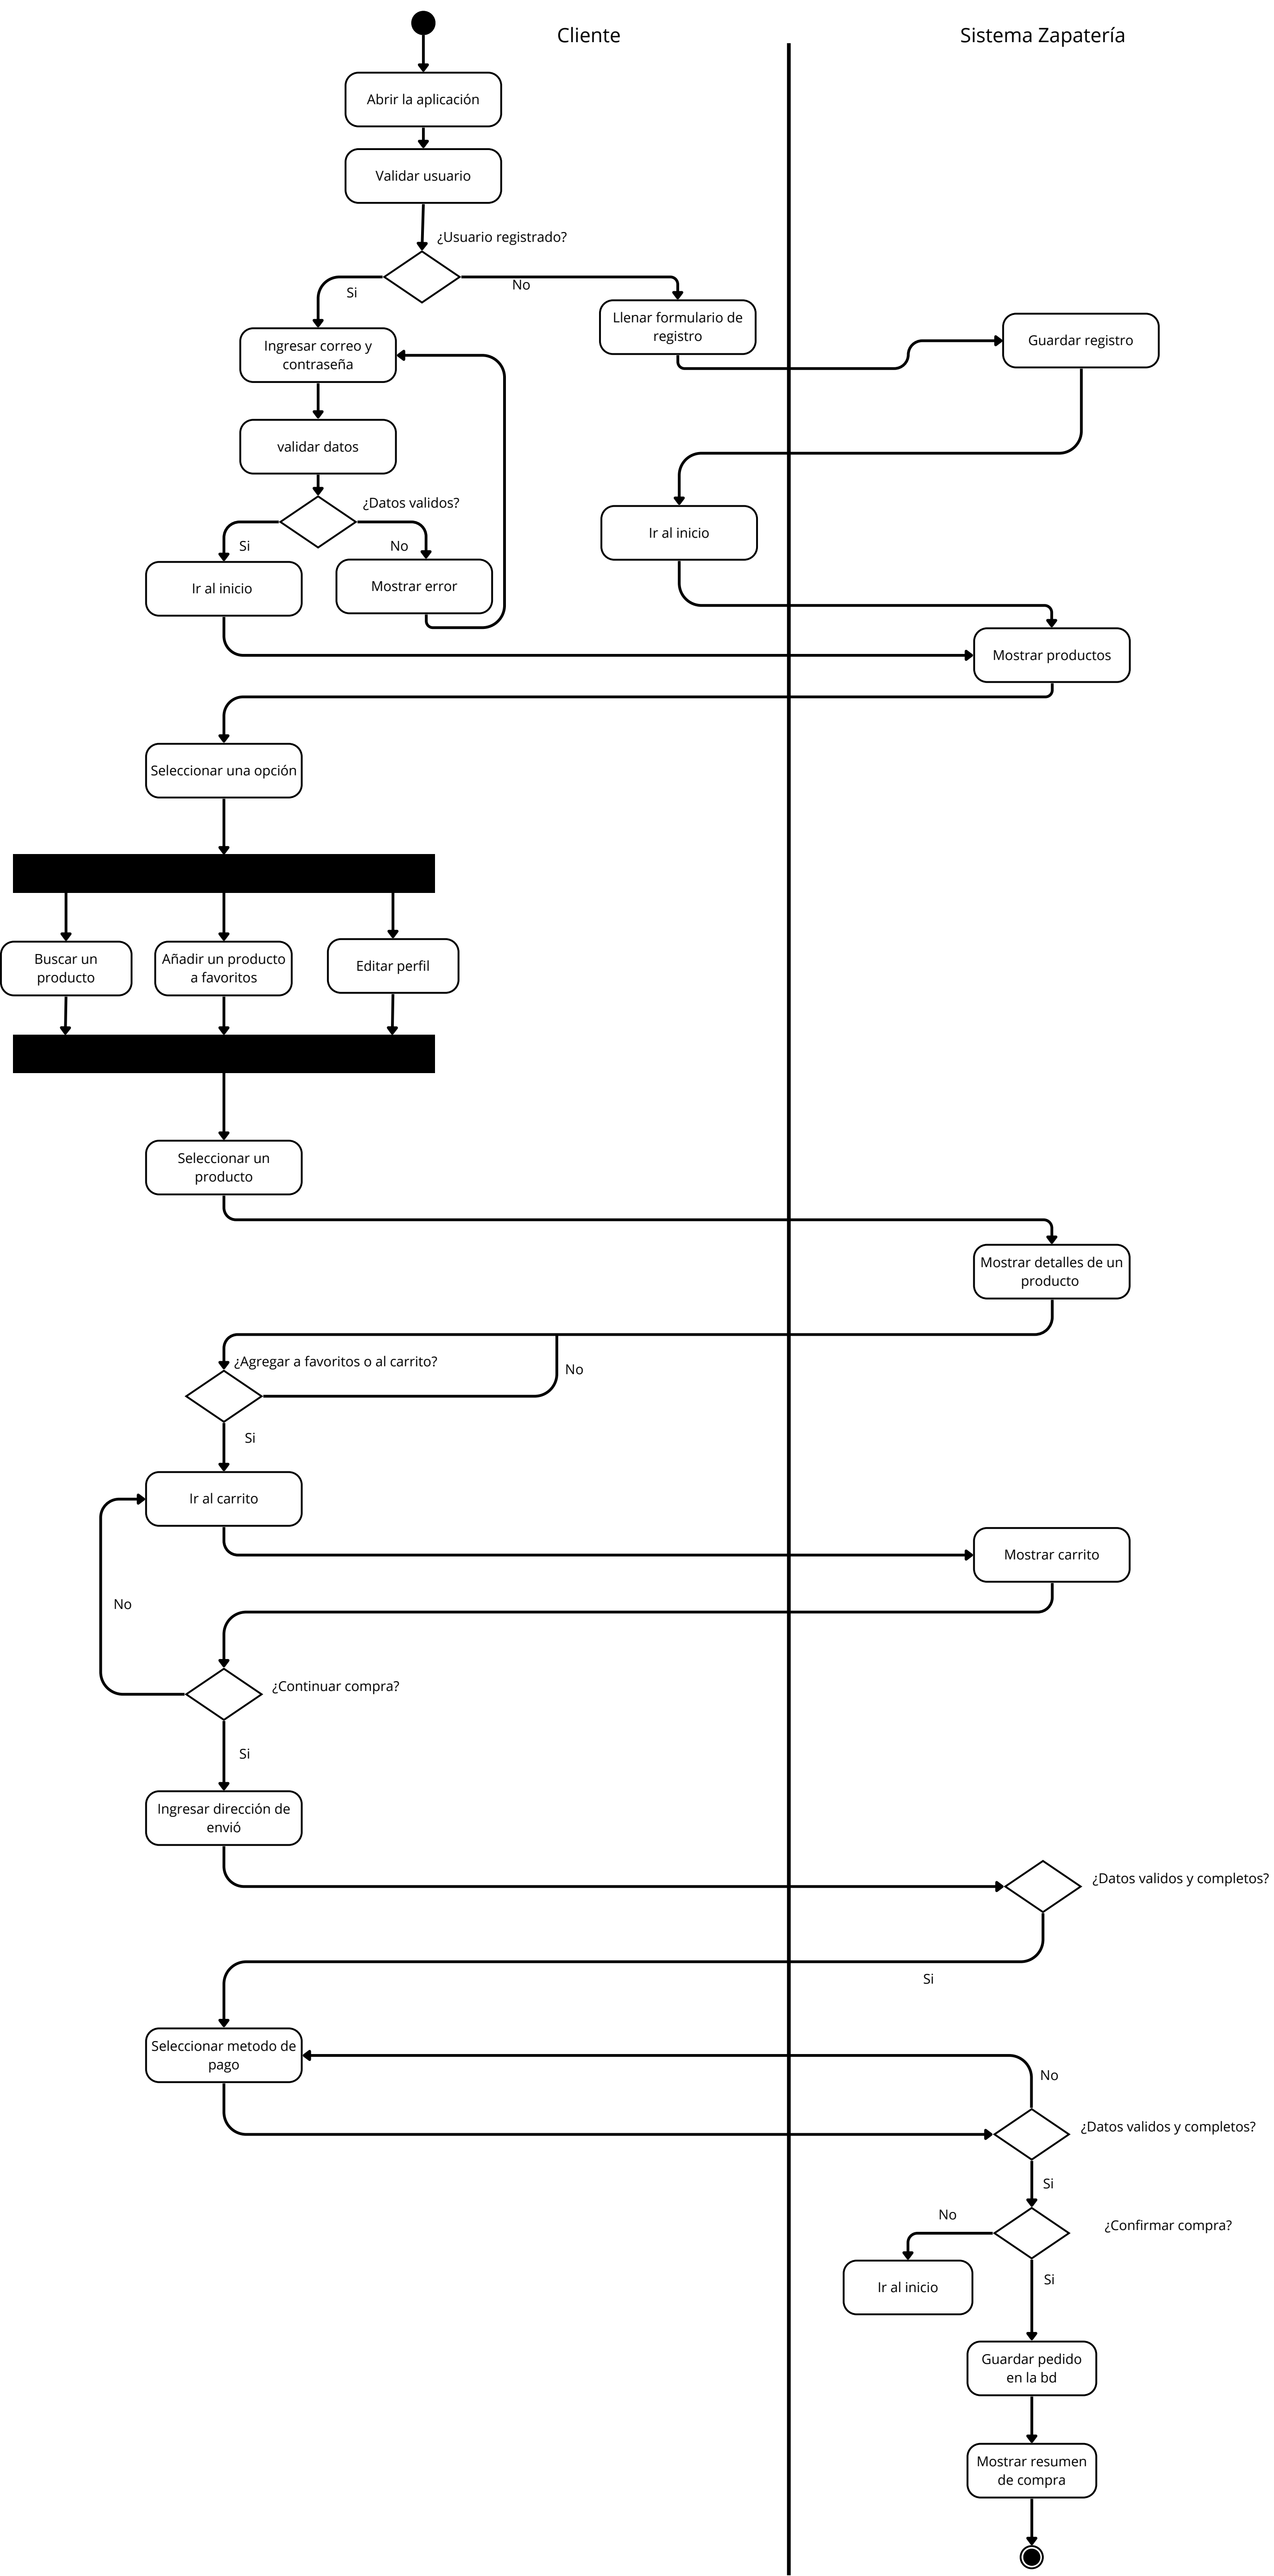 Cliente
Sistema Zapatería
Abrir la aplicación
Validar usuario
¿Usuario registrado?
Si
No
Llenar formulario de
registro
Guardar registro
Ingresar correo y
contraseña
validar datos
¿Datos validos?
Si
No
Ir al inicio
Ir al inicio
Mostrar error
Mostrar productos
Seleccionar una opción
Buscar un
producto
Añadir un producto
a favoritos
Editar perfil
Seleccionar un
producto
Mostrar detalles de un
producto
¿Agregar a favoritos o al carrito?
No
Si
Ir al carrito
Mostrar carrito
No
¿Continuar compra?
Si
Ingresar dirección de
envió
¿Datos validos y completos?
Si
Seleccionar metodo de
pago
No
¿Datos validos y completos?
Si
No
¿Confirmar compra?
Si
Ir al inicio
Guardar pedido
en la bd
Mostrar resumen
de compra